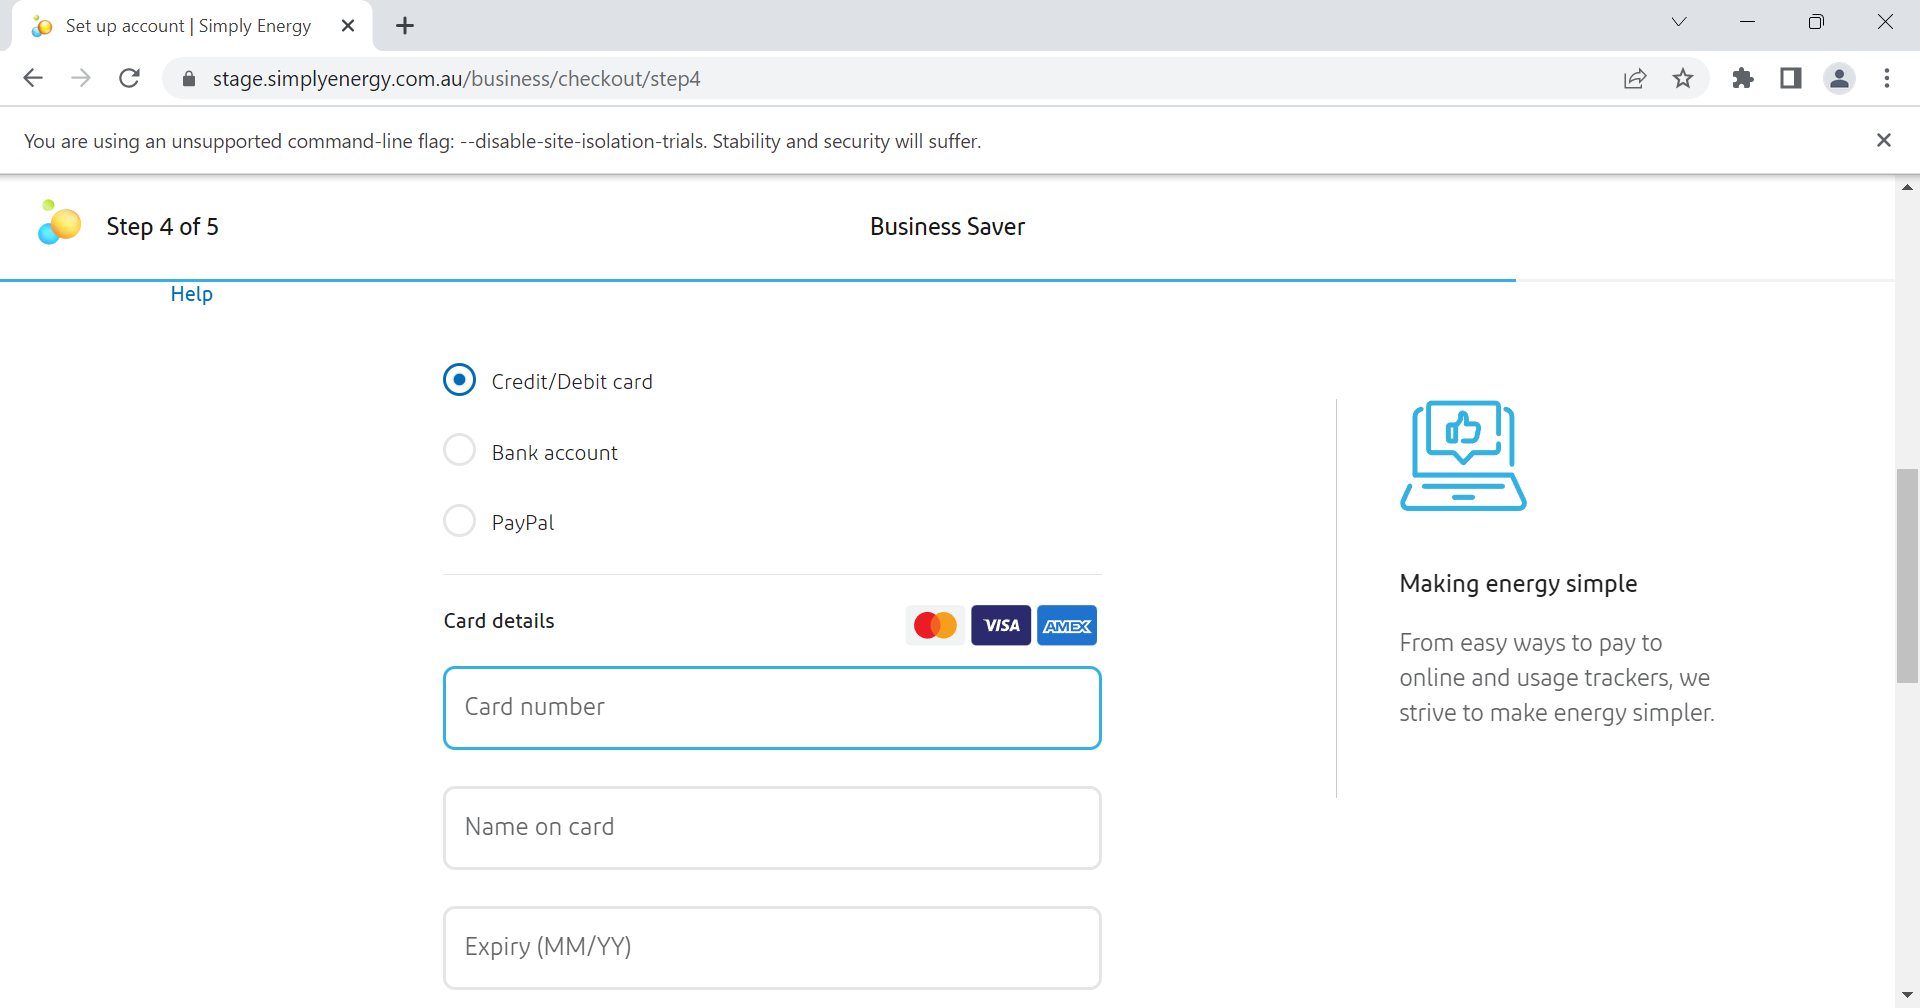 Set up account | Simply Energy
stage.simplyenergy.com.au/business/checkout/step4
You are using an unsupported command-line flag: --disable-site-isolation-trials. Stability and security will suffer.
Step 4 of 5
Business Saver
Help
Credit/Debit card
Bank account
PayPal
Card details
VISA
AMEX
Card number
Name on card
Expiry (MM/YY)
Making energy simple
From easy ways to pay to
online and usage trackers, we
strive to make energy simpler.